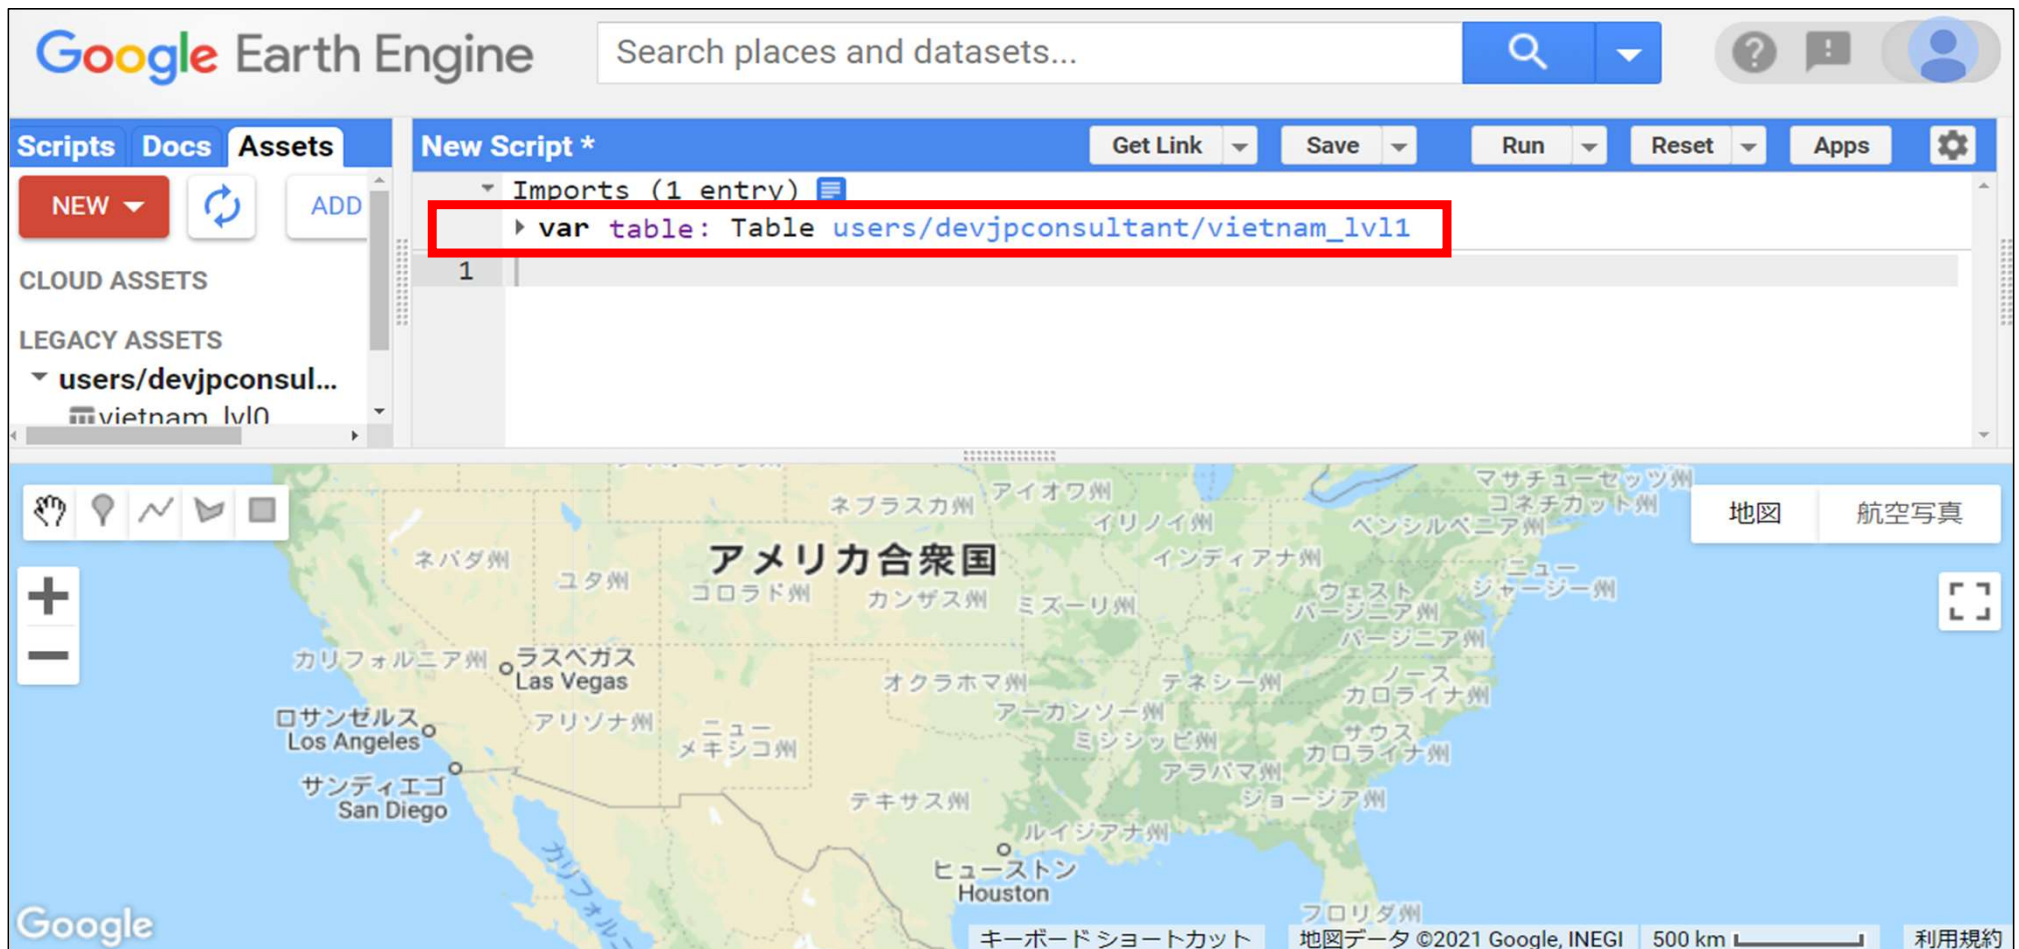 Google Earth Engine
Search places and datasets...
Scripts Docs Assets
New Script *
Get Link
Save
Run
Reset
Apps
NEW
ADD
Imports (1 entry)
var table: Table users/devjpconsultant/vietnam_lvl1
1
CLOUD ASSETS
LEGACY ASSETS
users/devjpconsul...
vietnam_lvl0
地図
航空写真
マサチューセッツ州
コネチカット州
アイオワ州
ネブラスカ州
イリノイ州
ペンシルベニア州
アメリカ合衆国
インディアナ州
ネバダ州
ユタ州
コロラド州
カンザス州
ミズーリ州
ウェスト
バージニア州
ニュー
ジャージー州
バージニア州
カリフォルニア州
ラスベガス
Las Vegas
オクラホマ州
テネシー州
ノース
カロライナ州
ロサンゼルス
Los Angeles
アリゾナ州
ニュー
メキシコ州
アーカンソー州
ミシシッピ州
サウス
カロライナ州
アラバマ州
サンディエゴ
San Diego
テキサス州
ジョージア州
ルイジアナ州
ヒューストン
Houston
フロリダ州
Google
キーボード ショートカット
地図データ ©2021 Google, INEGI
500 km
利用規約